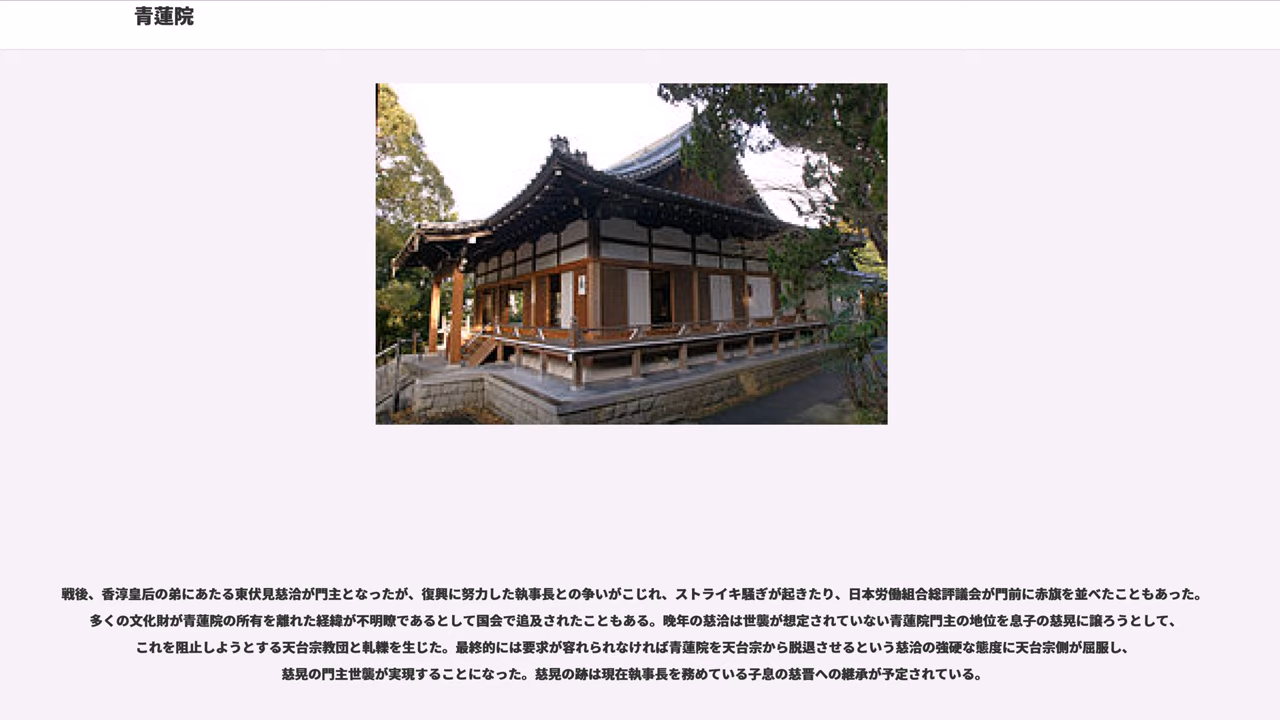 青蓮院
戦後、香淳皇后の弟にあたる東伏見慈洽が門主となったが、復興に努力した執事長との争いがこじれ、ストライキ騒ぎが起きたり、日本労働組合総評議会が門前に赤旗を並べたこともあった。
多くの文化財が青蓮院の所有を離れた経緯が不明瞭であるとして国会で追及されたこともある。晩年の慈洽は世襲が想定されていない青蓮院門主の地位を息子の慈晃に譲ろうとして、
これを阻止しようとする天台宗教団と軋轢を生じた。最終的には要求が容れられなければ青蓮院を天台宗から脱退させるという慈洽の強硬な態度に天台宗側が屈服し、
慈晃の門主世襲が実現することになった。慈晃の跡は現在執事長を務めている子息の慈晋への継承が予定されている。